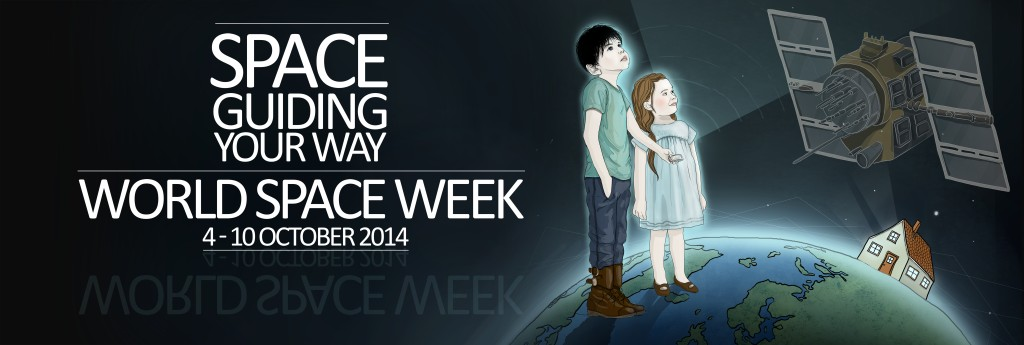 SPACE
GUIDING
YOUR WAY
WORLD SPACE WEEK
4 - 10 OCTOBER 2014